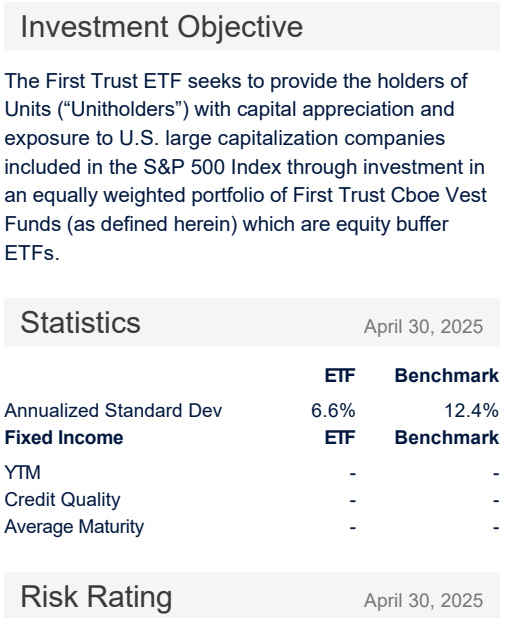 Investment Objective
The First Trust ETF seeks to provide the holders of
Units (“Unitholders”) with capital appreciation and
exposure to U.S. large capitalization companies
included in the S&P 500 Index through investment in
an equally weighted portfolio of First Trust Cboe Vest
Funds (as defined herein) which are equity buffer
ETFs.
Statistics April 30, 2025
ETF Benchmark
Annualized Standard Dev 6.6% 12.4%
Fixed Income ETF Benchmark
YTM - -
Credit Quality - -
Average Maturity - -
Risk Rating April 30, 2025